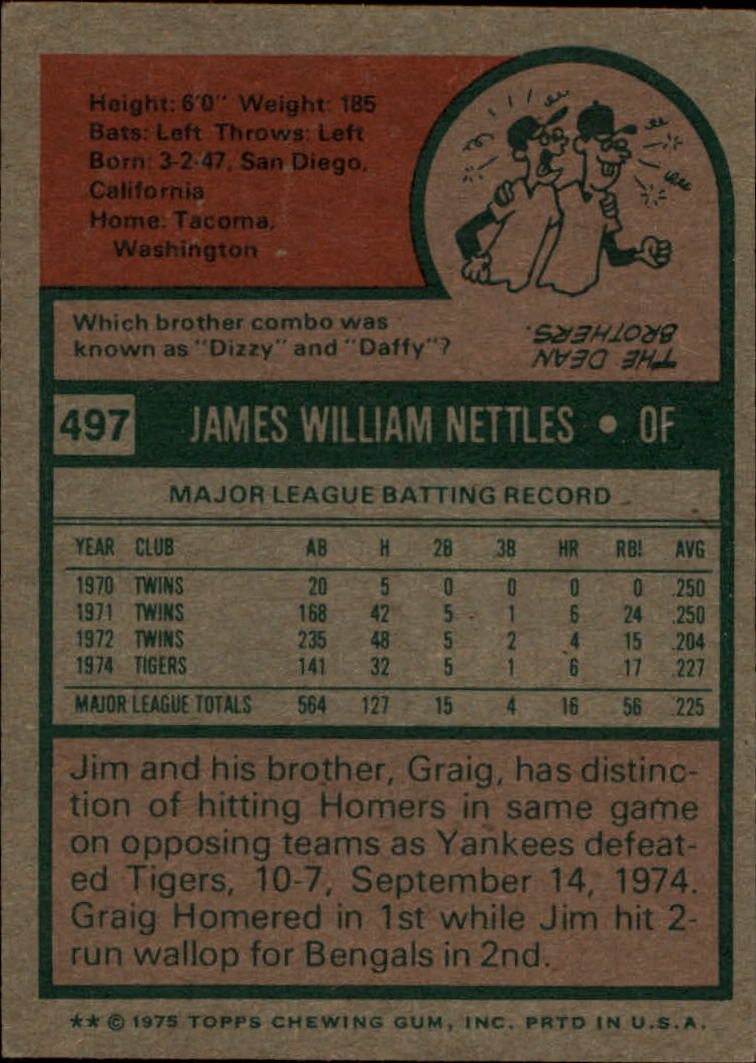 Height: 6'0" Weight: 185
Bats: Left Throws: Left
Born: 3-2-47, San Diego,
California
Home: Tacoma,
Washington
Which brother combo was
known as "Dizzy" and "Daffy"?
THE DEAN
BROTHERS.
497 JAMES WILLIAM NETTLES • OF
MAJOR LEAGUE BATTING RECORD
YEAR CLUB AB H 2B 3B HR RBI AVG
1970 TWINS 20 5 0 0 0 0 .250
1971 TWINS 168 42 5 1 6 24 .250
1972 TWINS 235 48 5 2 4 15 .204
1974 TIGERS 141 32 5 1 6 17 .227
MAJOR LEAGUE TOTALS 564 127 15 4 16 56 .225
Jim and his brother, Graig, has distinc-
tion of hitting Homers in same game
on opposing teams as Yankees defeat-
ed Tigers, 10-7, September 14, 1974.
Graig Homered in 1st while Jim hit 2-
run wallop for Bengals in 2nd.
** © 1975 TOPPS CHEWING GUM, INC. PRTD IN U.S.A.